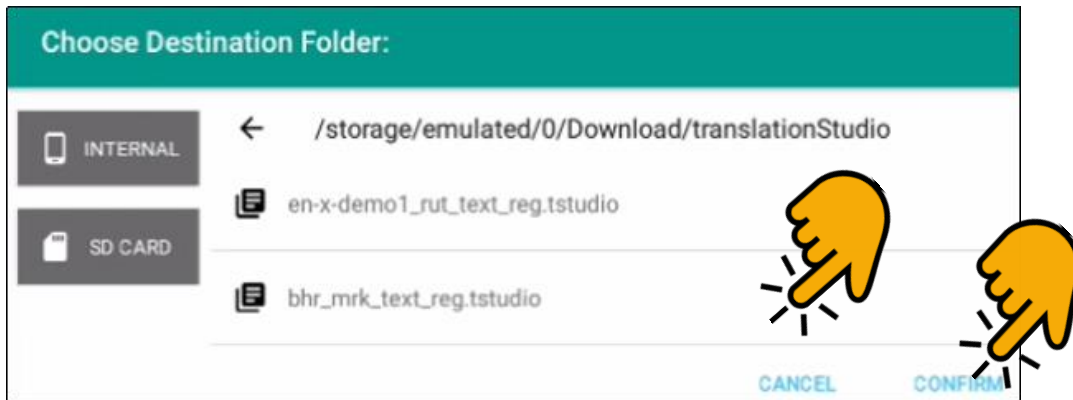 Choose Destination Folder:
INTERNAL
SD CARD
/storage/emulated/0/Download/translationStudio
en-x-demo1_rut_text_reg.tstudio
bhr_mrk_text_reg.tstudio
CANCEL
CONFIRM